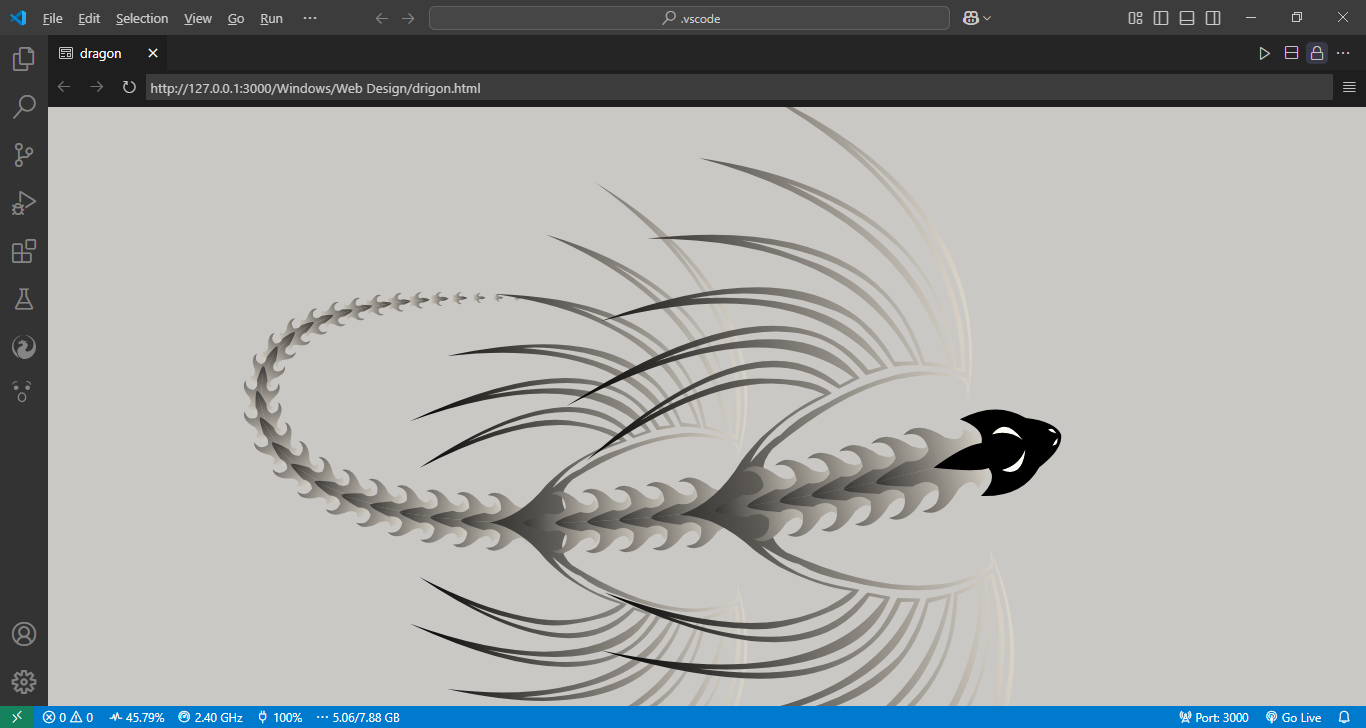 File Edit Selection View Go Run ··· .vscode
dragon
http://127.0.0.1:3000/Windows/Web Design/drigon.html
0 0 45.79% 2.40 GHz 100% ··· 5.06/7.88 GB Port: 3000 Go Live